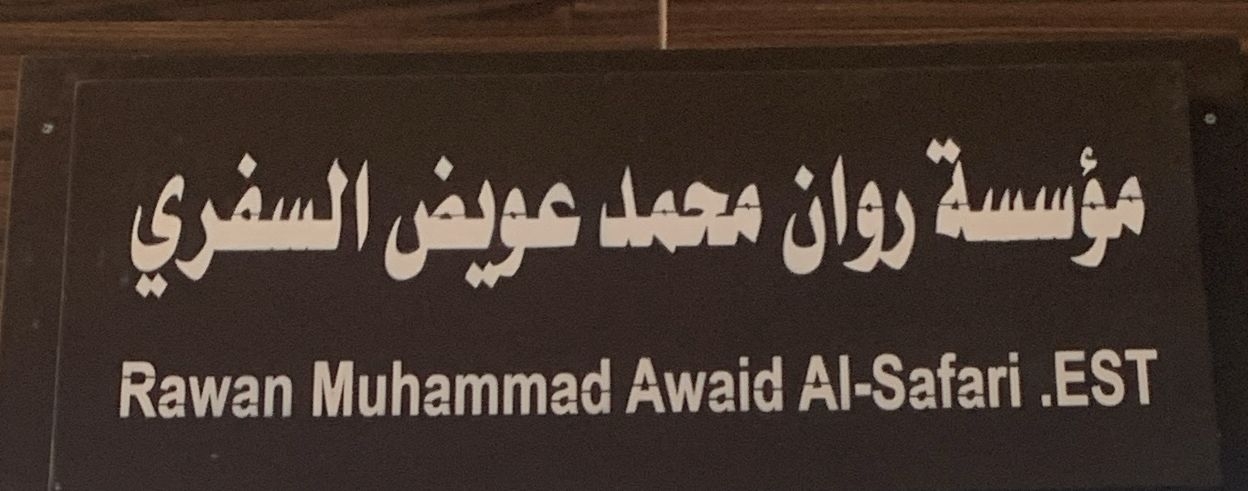 مؤسسة روان محمد عويض السفري
Rawan Muhammad Awaid Al-Safari .EST